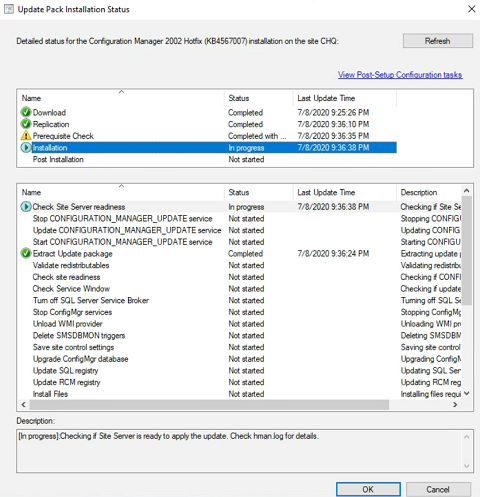 Update Pack Installation Status
Detailed status for the Configuration Manager 2002 Hotfix (KB4567007) installation on the site CHQ:
Refresh
View Post-Setup Configuration tasks
Name Status Last Update Time
Download Completed 7/8/2020 9:25:26 PM
Replication Completed 7/8/2020 9:36:10 PM
Prerequisite Check Completed with ... 7/8/2020 9:36:35 PM
Installation In progress 7/8/2020 9:36:38 PM
Post Installation Not started
Name Status Last Update Time Description
Check Site Server readiness In progress 7/8/2020 9:36:38 PM Checking if Site Se
Stop CONFIGURATION_MANAGER_UPDATE service Not started Stopping CONFIGU
Update CONFIGURATION_MANAGER_UPDATE service Not started Updating CONFIG
Start CONFIGURATION_MANAGER_UPDATE service Not started Starting CONFIGU
Extract Update package Completed 7/8/2020 9:36:24 PM Extracting update p
Validate redistributables Not started Validating redistribu
Check site readiness Not started Checking if CONFI
Check Service Window Not started Checking if update
Turn off SQL Server Service Broker Not started Turning off SQL Se
Stop ConfigMgr services Not started Stopping ConfigMg
Unload WMI provider Not started Unloading WMI pro
Delete SMSDBMON triggers Not started Deleting SMSDBM
Save site control settings Not started Saving site control
Upgrade ConfigMgr database Not started Upgrading ConfigM
Update SQL registry Not started Updating SQL Ser
Update RCM registry Not started Updating RCM reg
Install Files Not started Installing files requi
Description:
[In progress]:Checking if Site Server is ready to apply the update. Check hman.log for details.
OK
Cancel